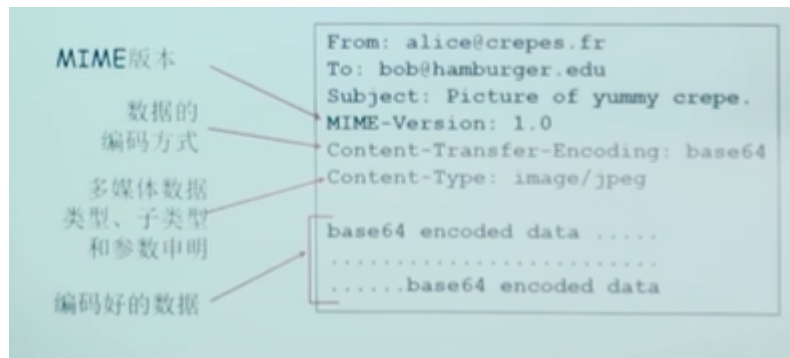 MIME版本
数据的
编码方式
多媒体数据
类型、子类型
和参数申明
编码好的数据
From: alice@crepes.fr
To: bob@hamburger.edu
Subject: Picture of yummy crepe.
MIME-Version: 1.0
Content-Transfer-Encoding: base64
Content-Type: image/jpeg
base64 encoded data .....
.........................
......base64 encoded data